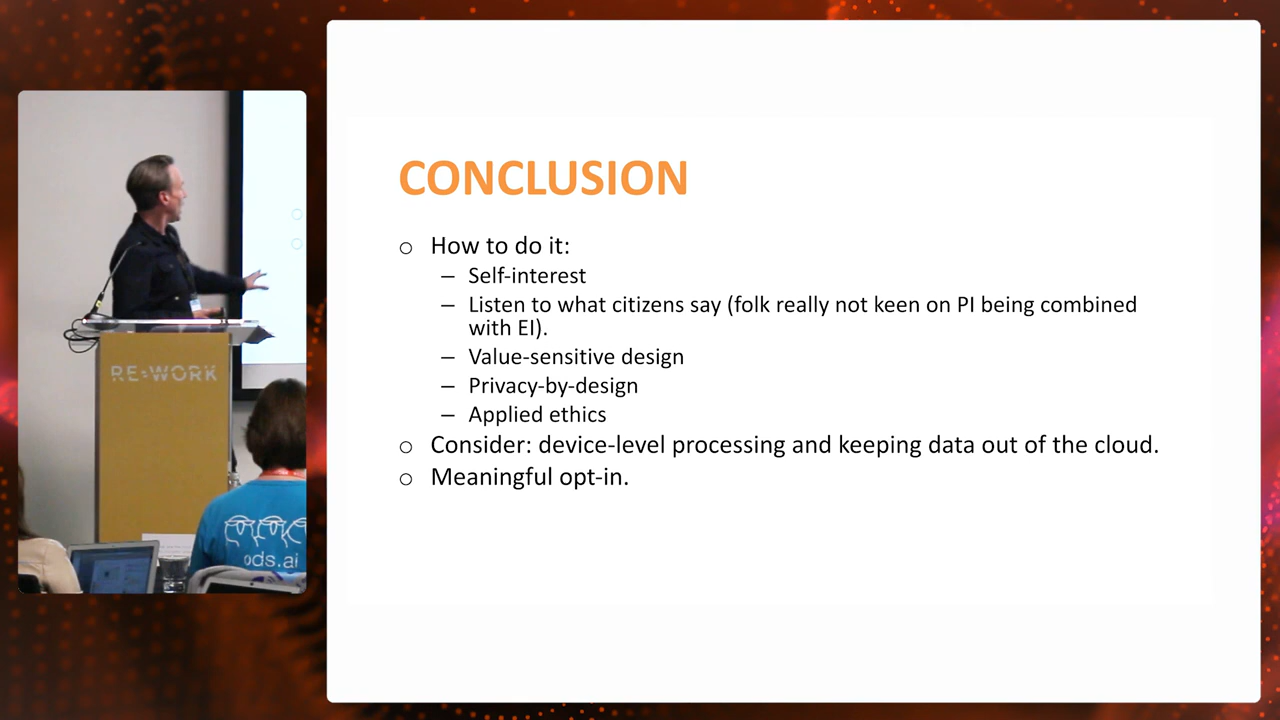 RE•WORK
ods.ai
CONCLUSION
○ How to do it:
– Self-interest
– Listen to what citizens say (folk really not keen on PI being combined
with EI).
– Value-sensitive design
– Privacy-by-design
– Applied ethics
○ Consider: device-level processing and keeping data out of the cloud.
○ Meaningful opt-in.